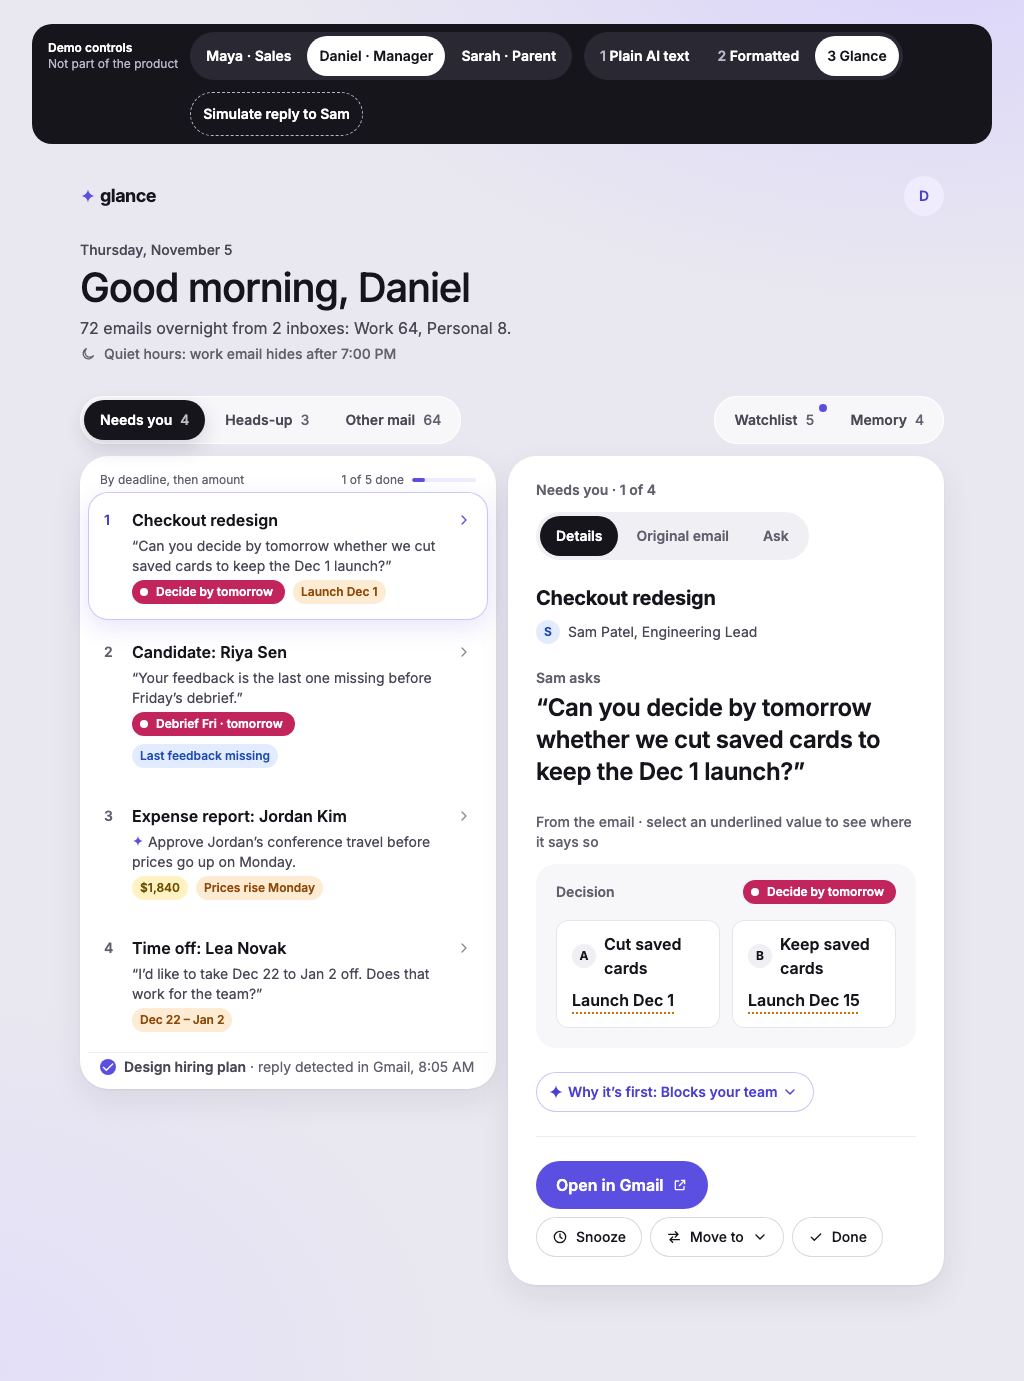 Demo controls
Not part of the product
Maya · Sales
Daniel · Manager
Sarah · Parent
1 Plain AI text
2 Formatted
3 Glance
Simulate reply to Sam
glance
D
Thursday, November 5
Good morning, Daniel
72 emails overnight from 2 inboxes: Work 64, Personal 8.
Quiet hours: work email hides after 7:00 PM
Needs you 4
Heads-up 3
Other mail 64
Watchlist 5
Memory 4
By deadline, then amount
1 of 5 done
1 Checkout redesign
“Can you decide by tomorrow whether we cut
saved cards to keep the Dec 1 launch?”
Decide by tomorrow
Launch Dec 1
2 Candidate: Riya Sen
“Your feedback is the last one missing before
Friday’s debrief.”
Debrief Fri · tomorrow
Last feedback missing
3 Expense report: Jordan Kim
Approve Jordan’s conference travel before
prices go up on Monday.
$1,840
Prices rise Monday
4 Time off: Lea Novak
“I’d like to take Dec 22 to Jan 2 off. Does that
work for the team?”
Dec 22 – Jan 2
Design hiring plan · reply detected in Gmail, 8:05 AM
Needs you · 1 of 4
Details
Original email
Ask
Checkout redesign
S
Sam Patel, Engineering Lead
Sam asks
“Can you decide by tomorrow
whether we cut saved cards to
keep the Dec 1 launch?”
From the email · select an underlined value to see where
it says so
Decision
Decide by tomorrow
A
Cut saved
cards
Launch Dec 1
B
Keep saved
cards
Launch Dec 15
Why it’s first: Blocks your team
Open in Gmail
Snooze
Move to
Done